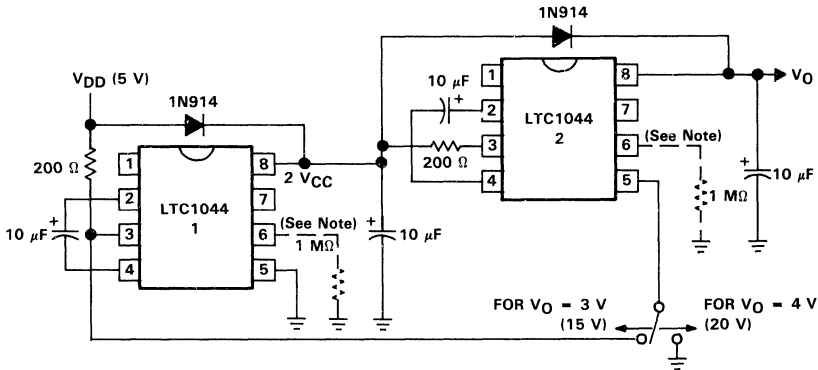 1N914
VDD (5 V)
1N914
200 Ω
10 μF
1
2
3
4
LTC1044
1
8
7
6
5
2 VCC
(See Note)
1 MΩ
10 μF
10 μF
200 Ω
1
2
3
4
LTC1044
2
8
7
6
5
VO
(See Note)
1 MΩ
10 μF
FOR VO = 3 V
(15 V)
FOR VO = 4 V
(20 V)